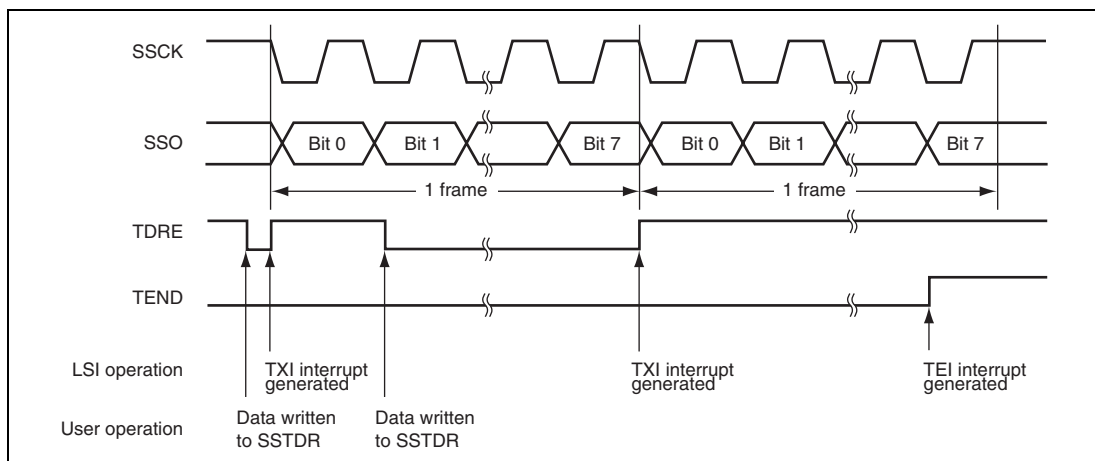 SSCK
SSO
Bit 0
Bit 1
Bit 7
Bit 0
Bit 1
Bit 7
1 frame
1 frame
TDRE
TEND
LSI operation
TXI interrupt
generated
TXI interrupt
generated
TEI interrupt
generated
User operation
Data written
to SSTDR
Data written
to SSTDR